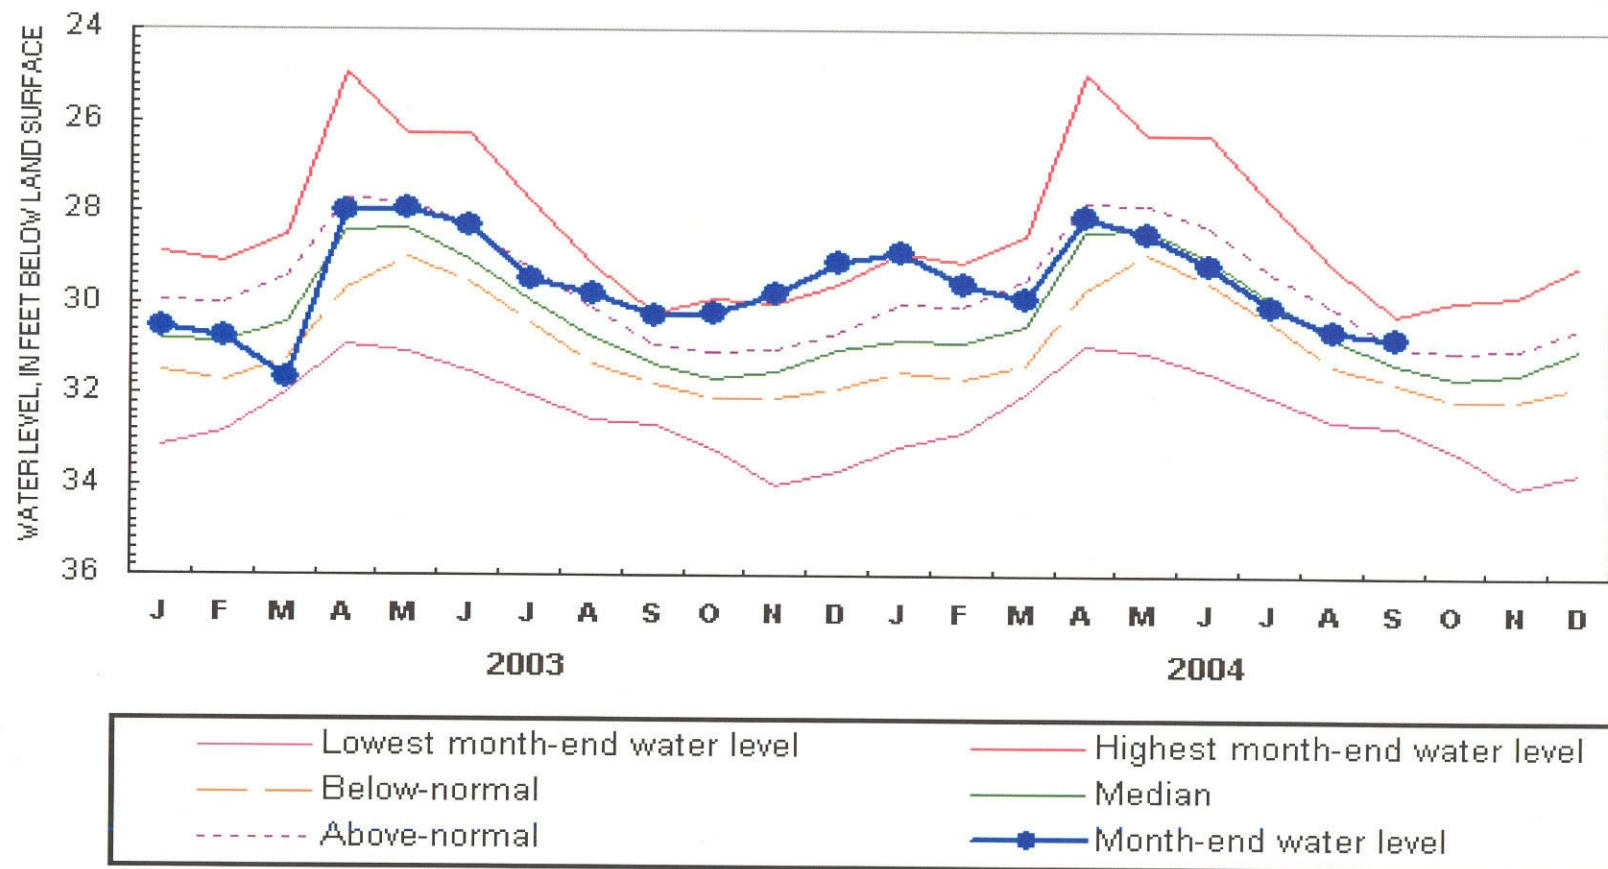 WATER LEVEL, IN FEET BELOW LAND SURFACE
24
26
28
30
32
34
36
J F M A M J J A S O N D J F M A M J J A S O N D
2003 2004
Lowest month-end water level Highest month-end water level
Below-normal Median
Above-normal Month-end water level